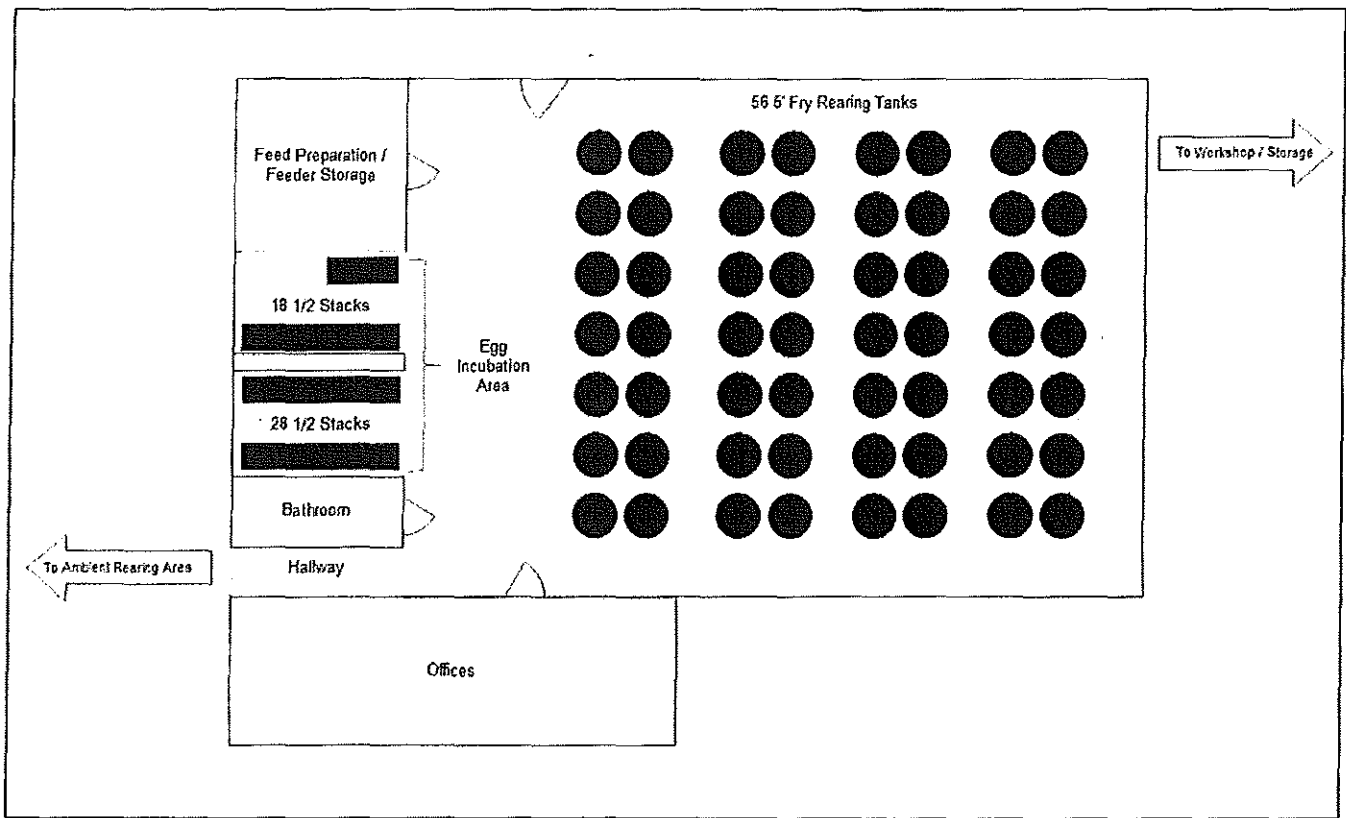 56 5' Fry Rearing Tanks
Feed Preparation /
Feeder Storage
To Workshop / Storage
18 1/2 Stacks
Egg
Incubation
Area
28 1/2 Stacks
Bathroom
To Ambient Rearing Area
Hallway
Offices